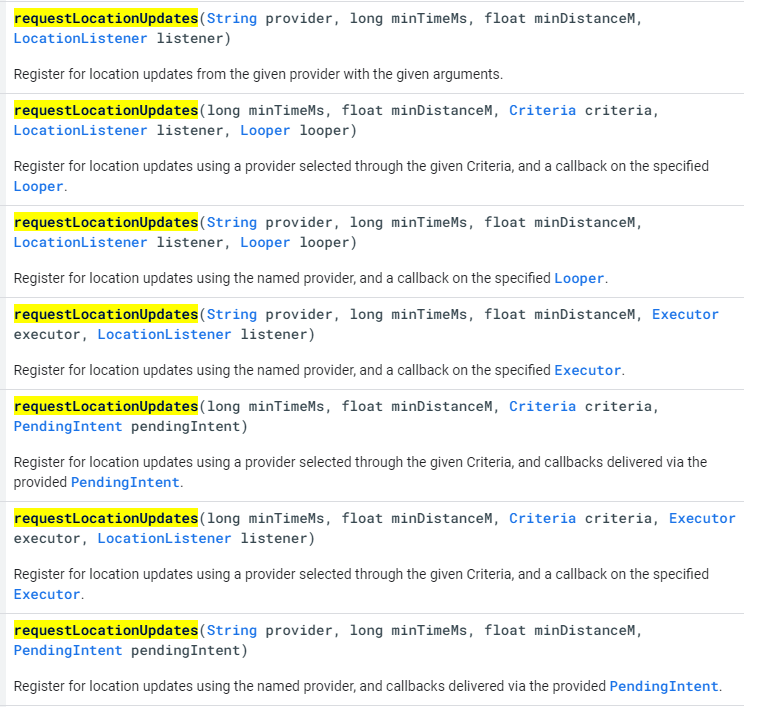 requestLocationUpdates(String provider, long minTimeMs, float minDistanceM,
LocationListener listener)
Register for location updates from the given provider with the given arguments.
requestLocationUpdates(long minTimeMs, float minDistanceM, Criteria criteria,
LocationListener listener, Looper looper)
Register for location updates using a provider selected through the given Criteria, and a callback on the specified
Looper.
requestLocationUpdates(String provider, long minTimeMs, float minDistanceM,
LocationListener listener, Looper looper)
Register for location updates using the named provider, and a callback on the specified Looper.
requestLocationUpdates(String provider, long minTimeMs, float minDistanceM, Executor
executor, LocationListener listener)
Register for location updates using the named provider, and a callback on the specified Executor.
requestLocationUpdates(long minTimeMs, float minDistanceM, Criteria criteria,
PendingIntent pendingIntent)
Register for location updates using a provider selected through the given Criteria, and callbacks delivered via the
provided PendingIntent.
requestLocationUpdates(long minTimeMs, float minDistanceM, Criteria criteria, Executor
executor, LocationListener listener)
Register for location updates using a provider selected through the given Criteria, and a callback on the specified
Executor.
requestLocationUpdates(String provider, long minTimeMs, float minDistanceM,
PendingIntent pendingIntent)
Register for location updates using the named provider, and callbacks delivered via the provided PendingIntent.